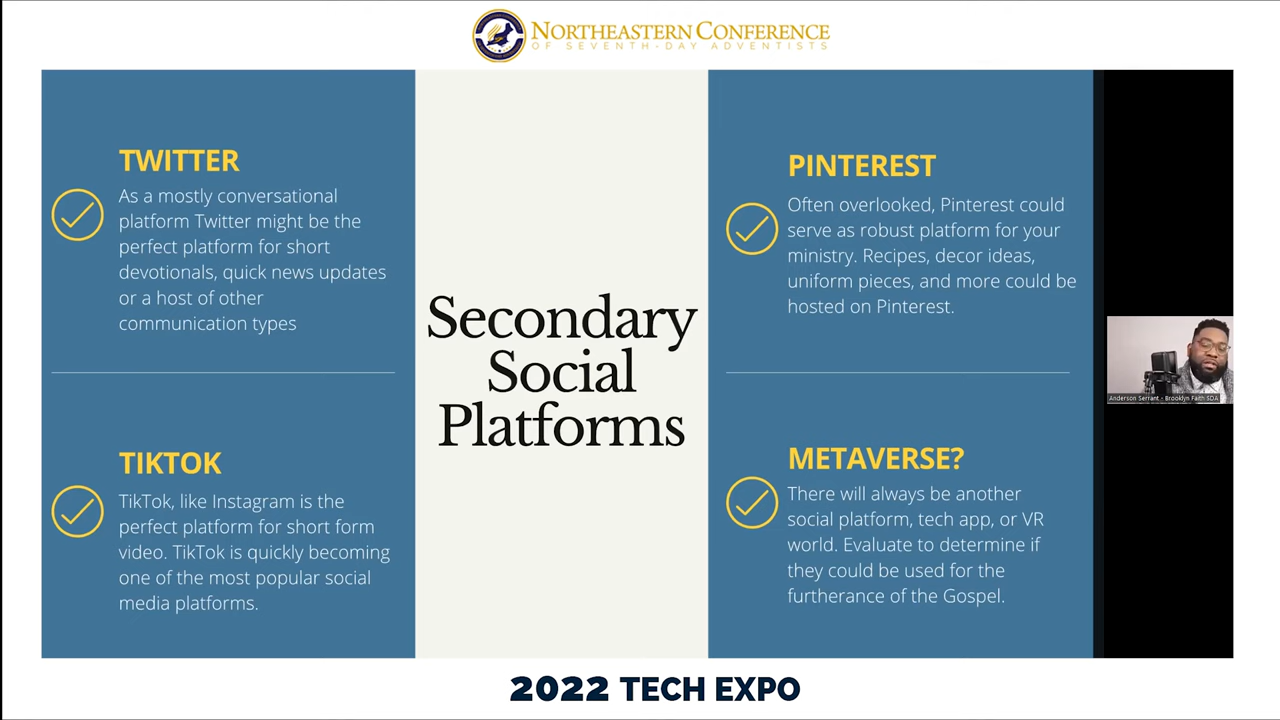 NORTHEASTERN CONFERENCE
OF SEVENTH-DAY ADVENTISTS
TWITTER
As a mostly conversational
platform Twitter might be the
perfect platform for short
devotionals, quick news updates
or a host of other
communication types
TIKTOK
TikTok, like Instagram is the
perfect platform for short form
video. TikTok is quickly becoming
one of the most popular social
media platforms.
Secondary
Social
Platforms
PINTEREST
Often overlooked, Pinterest could
serve as robust platform for your
ministry. Recipes, decor ideas,
uniform pieces, and more could be
hosted on Pinterest.
METAVERSE?
There will always be another
social platform, tech app, or VR
world. Evaluate to determine if
they could be used for the
furtherance of the Gospel.
Anderson Serrant - Brooklyn Faith SDA
2022 TECH EXPO